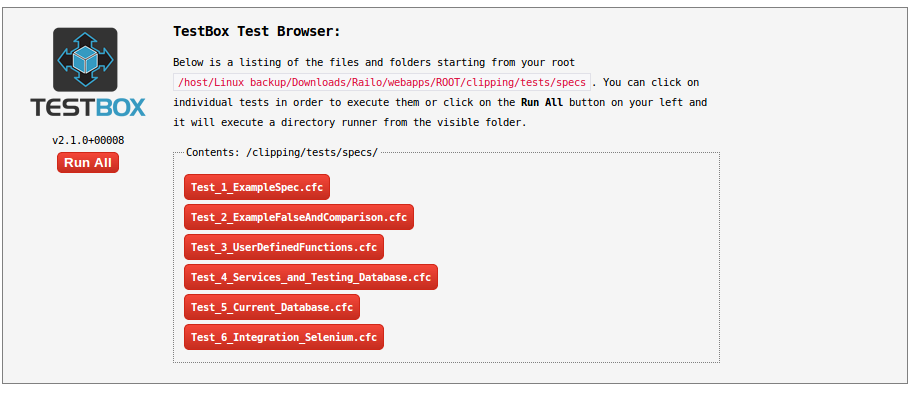 TESTBOX
v2.1.0+00008
Run All
TestBox Test Browser:
Below is a listing of the files and folders starting from your root
/host/Linux backup/Downloads/Railo/webapps/ROOT/clipping/tests/specs . You can click on
individual tests in order to execute them or click on the Run All button on your left and
it will execute a directory runner from the visible folder.
Contents: /clipping/tests/specs/
Test_1_ExampleSpec.cfc
Test_2_ExampleFalseAndComparison.cfc
Test_3_UserDefinedFunctions.cfc
Test_4_Services_and_Testing_Database.cfc
Test_5_Current_Database.cfc
Test_6_Integration_Selenium.cfc